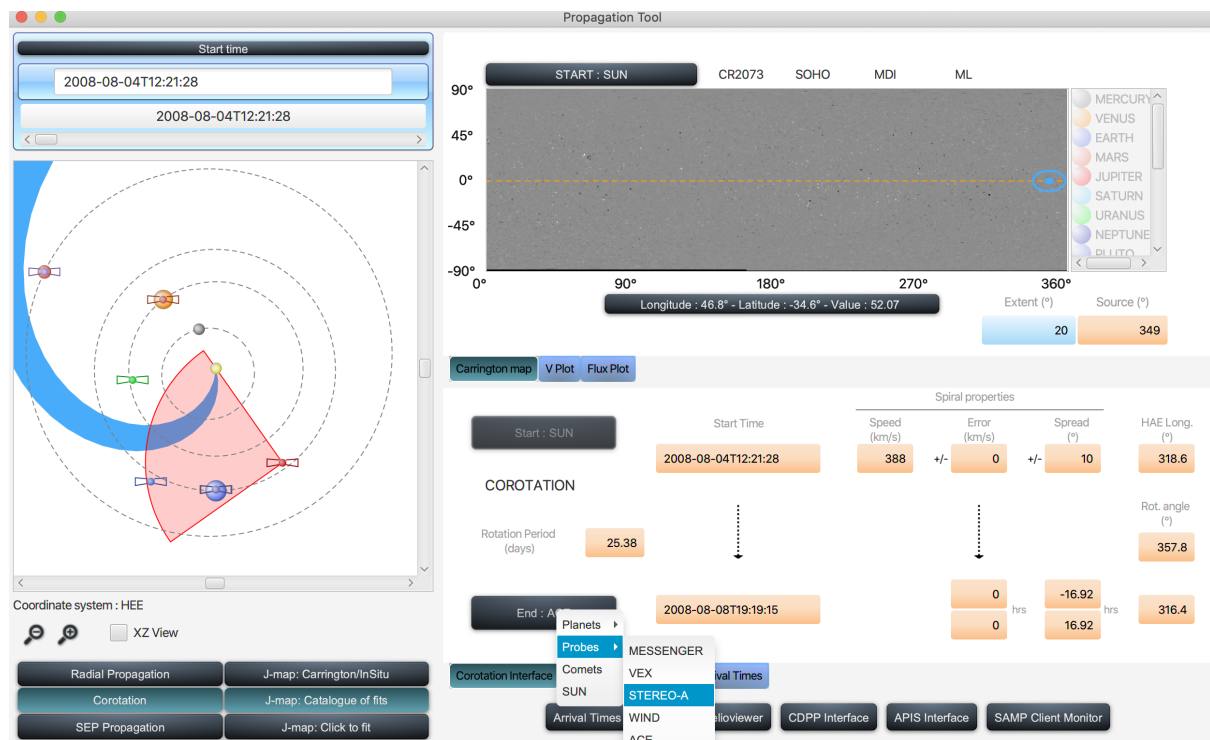 Propagation Tool
Start time
2008-08-04T12:21:28
2008-08-04T12:21:28
Coordinate system : HEE
XZ View
Radial Propagation
J-map: Carrington/InSitu
Corotation
J-map: Catalogue of fits
SEP Propagation
J-map: Click to fit
START : SUN
CR2073 SOHO MDI ML
90°
45°
0°
-45°
-90°
0° 90° 180° 270° 360°
MERCURY
VENUS
EARTH
MARS
JUPITER
SATURN
URANUS
NEPTUNE
PLUTO
Longitude : 46.8° - Latitude : -34.6° - Value : 52.07
Extent (°) Source (°)
20 349
Carrington map V Plot Flux Plot
Spiral properties
Start : SUN
Start Time
Speed (km/s)
Error (km/s)
Spread (°)
HAE Long. (°)
2008-08-04T12:21:28 388 +/- 0 +/- 10 318.6
COROTATION
Rotation Period (days)
25.38
Rot. angle (°)
357.8
End : 
2008-08-08T19:19:15
0 hrs -16.92 hrs 316.4
0 16.92
Planets
Probes
Comets
SUN
MESSENGER
VEX
STEREO-A
WIND
ACE
Corotation Interface
Times
Arrival Times
CDPP Interface
APIS Interface
SAMP Client Monitor